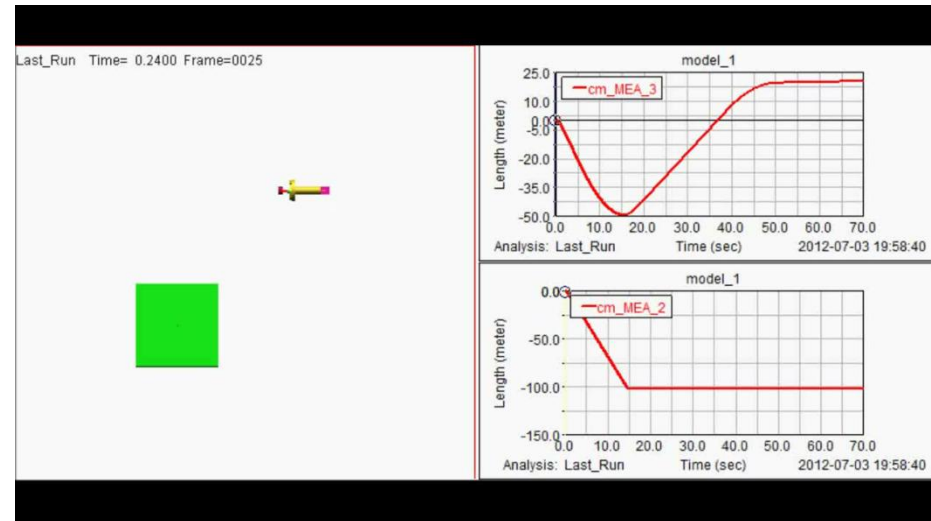 Last_Run Time= 0.2400 Frame=0025
model_1
25.0
cm_MEA_3
10.0
0.0
-5.0
-20.0
-35.0
-50.0
Length (meter)
0.0 10.0 20.0 30.0 40.0 50.0 60.0 70.0
Analysis: Last_Run Time (sec) 2012-07-03 19:58:40
model_1
0.0
cm_MEA_2
-50.0
-100.0
-150.0
Length (meter)
0.0 10.0 20.0 30.0 40.0 50.0 60.0 70.0
Analysis: Last_Run Time (sec) 2012-07-03 19:58:40